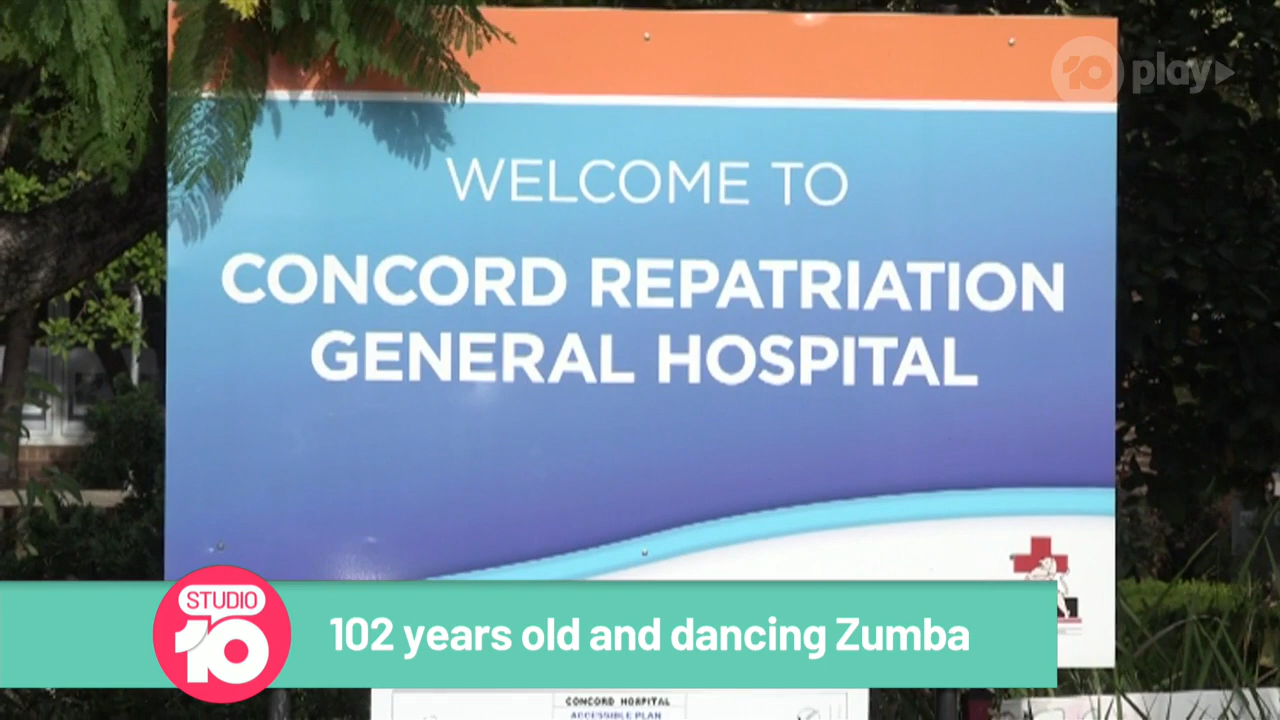 10 play
WELCOME TO
CONCORD REPATRIATION
GENERAL HOSPITAL
STUDIO
10
102 years old and dancing Zumba
CONCORD HOSPITAL
ACCESSIBLE PLAN